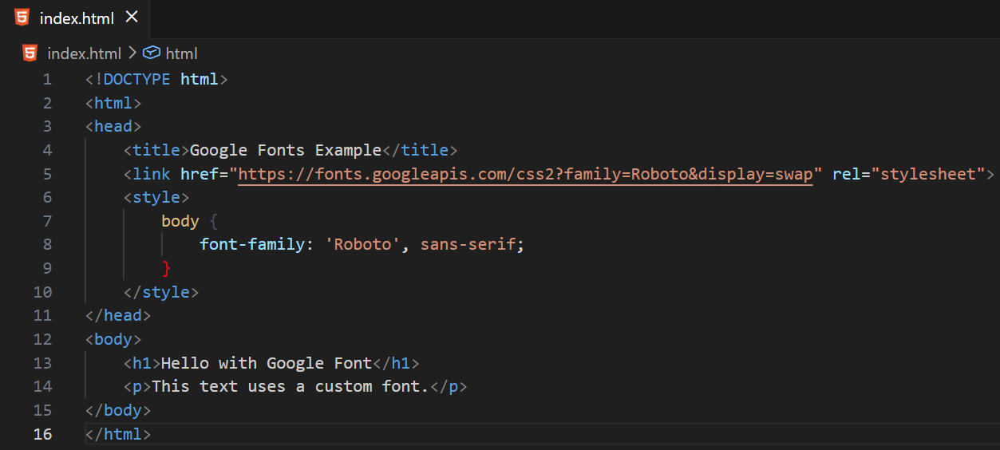 index.html ×
index.html > html
1 <!DOCTYPE html>
2 <html>
3 <head>
4     <title>Google Fonts Example</title>
5     <link href="https://fonts.googleapis.com/css2?family=Roboto&display=swap" rel="stylesheet">
6     <style>
7         body {
8             font-family: 'Roboto', sans-serif;
9         }
10     </style>
11 </head>
12 <body>
13     <h1>Hello with Google Font</h1>
14     <p>This text uses a custom font.</p>
15 </body>
16 </html>